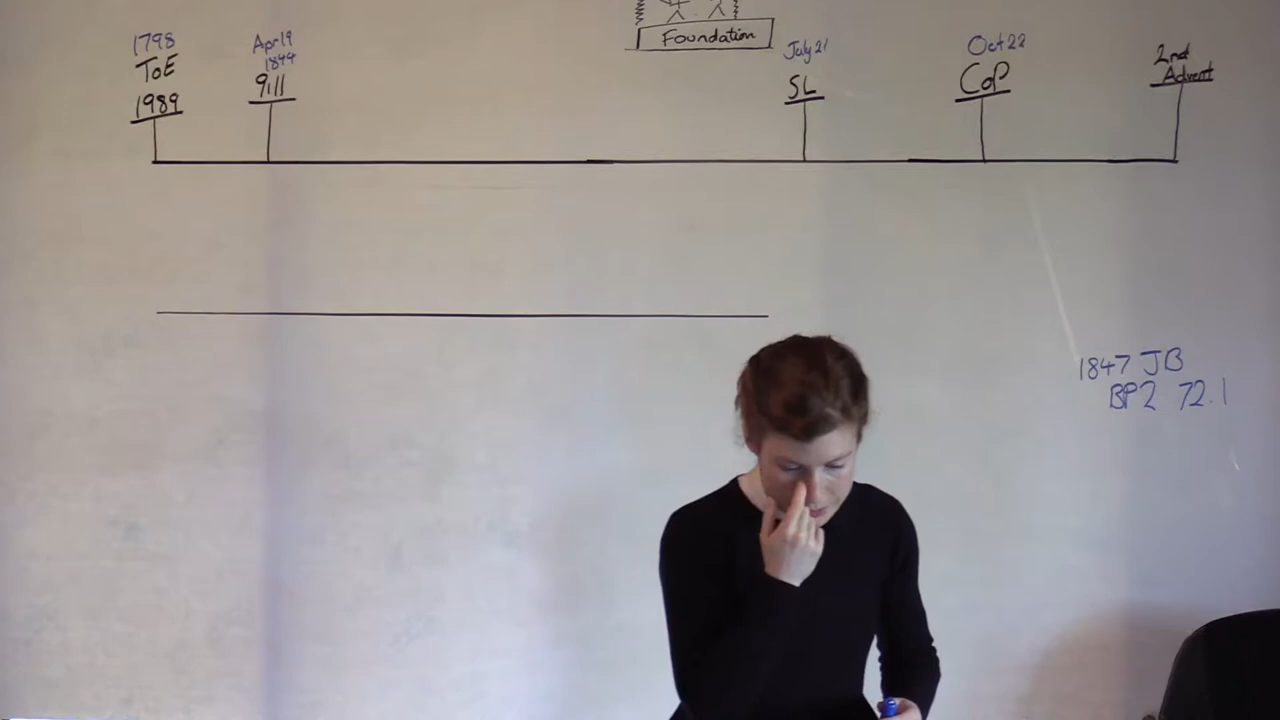 Foundation
1798
ToE
1989
Apr 19
1844
9.11
July 21
SL
Oct 22
CoP
2nd
Advent
1847 JB
BP2 72.1